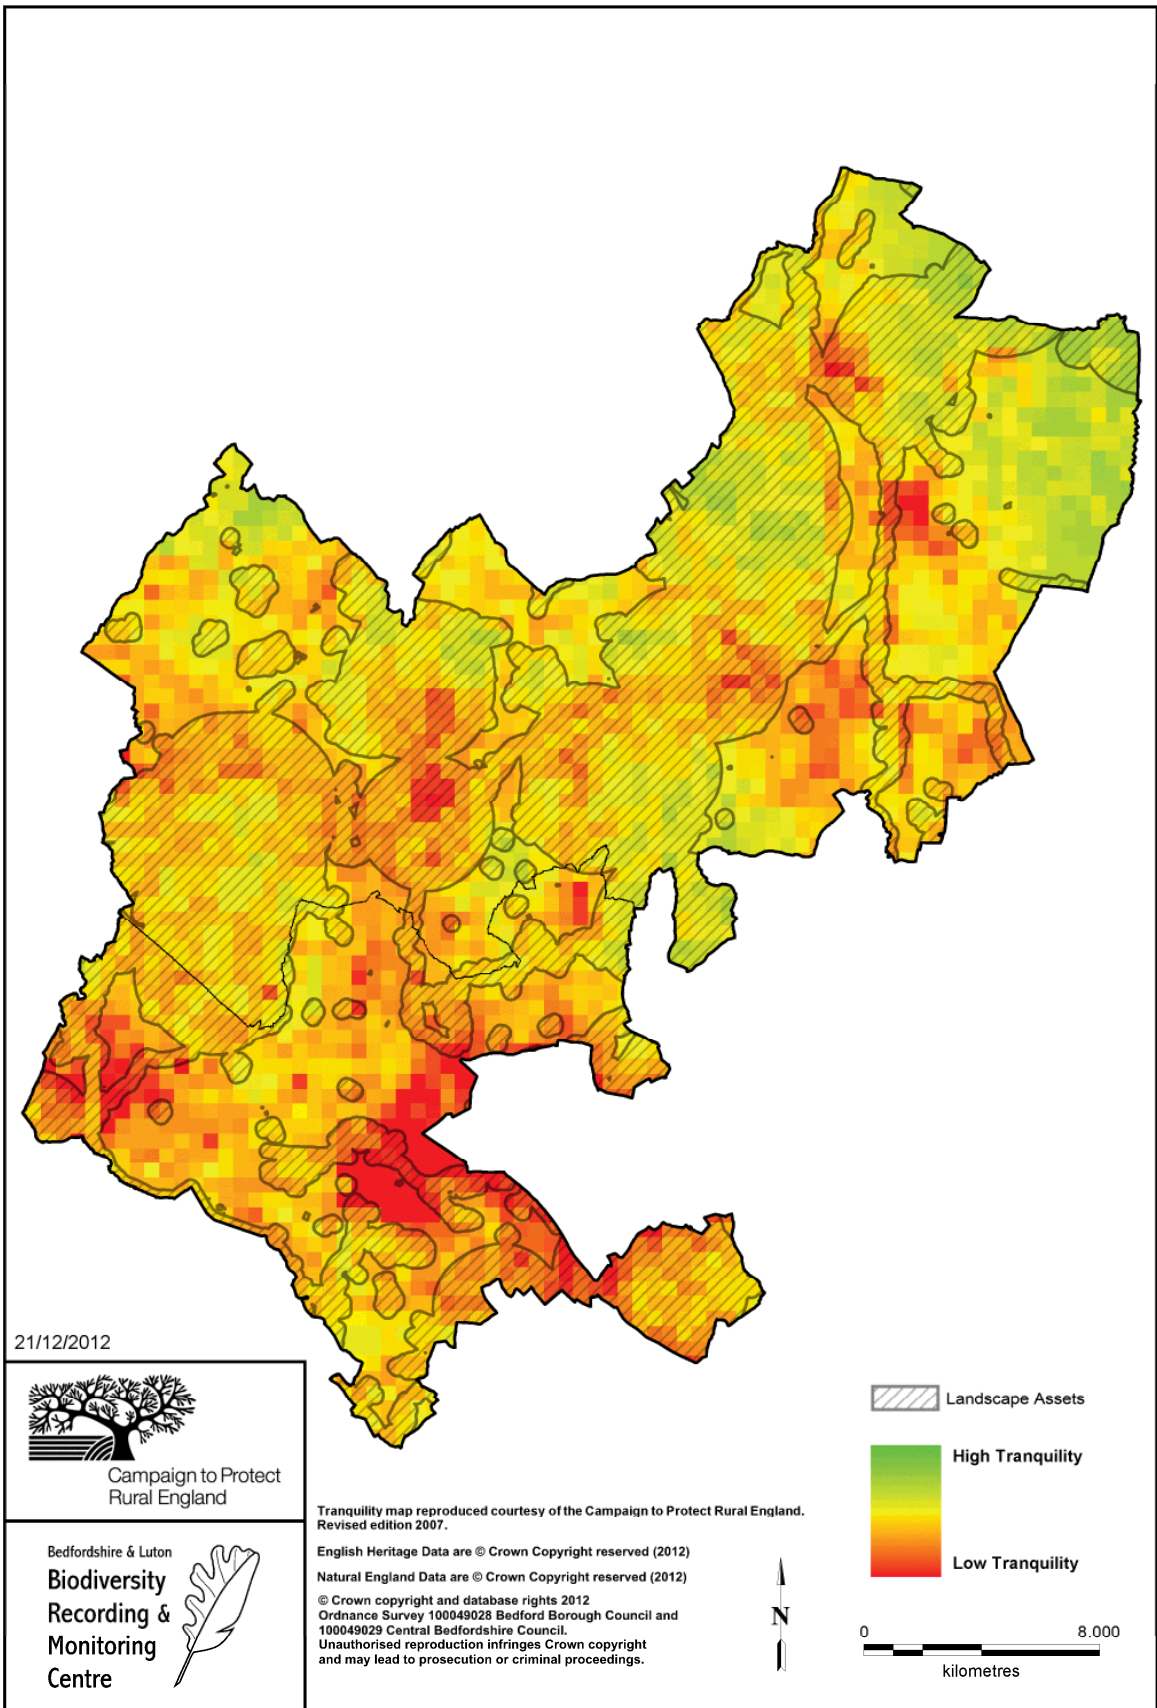 21/12/2012
Campaign to Protect
Rural England
Bedfordshire & Luton
Biodiversity
Recording &
Monitoring
Centre
Tranquility map reproduced courtesy of the Campaign to Protect Rural England.
Revised edition 2007.
English Heritage Data are © Crown Copyright reserved (2012)
Natural England Data are © Crown Copyright reserved (2012)
© Crown copyright and database rights 2012
Ordnance Survey 100049028 Bedford Borough Council and
100049029 Central Bedfordshire Council.
Unauthorised reproduction infringes Crown copyright
and may lead to prosecution or criminal proceedings.
N
Landscape Assets
High Tranquility
Low Tranquility
0 8.000
kilometres